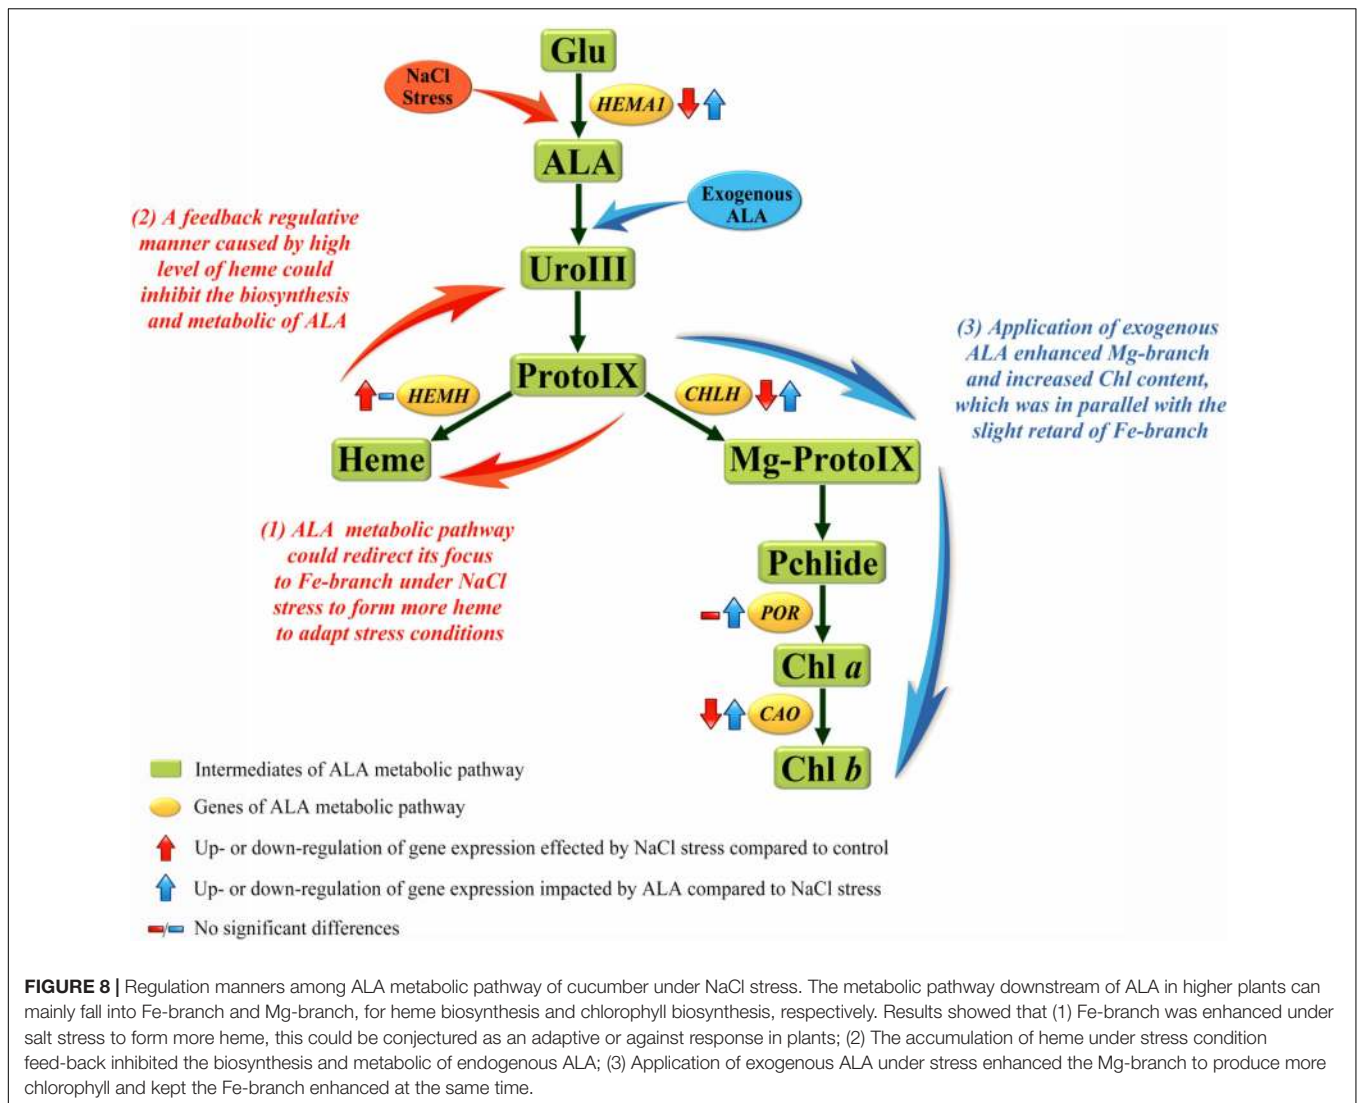 Glu
NaCl
Stress
HEMA1
ALA
Exogenous
ALA
(2) A feedback regulative
manner caused by high
level of heme could
inhibit the biosynthesis
and metabolic of ALA
UroIII
(3) Application of exogenous
ALA enhanced Mg-branch
and increased Chl content,
which was in parallel with the
slight retard of Fe-branch
ProtoIX
HEMH
CHLH
Heme
Mg-ProtoIX
(1) ALA metabolic pathway
could redirect its focus
to Fe-branch under NaCl
stress to form more heme
to adapt stress conditions
Pchlide
POR
Chl a
CAO
Chl b
Intermediates of ALA metabolic pathway
Genes of ALA metabolic pathway
Up- or down-regulation of gene expression effected by NaCl stress compared to control
Up- or down-regulation of gene expression impacted by ALA compared to NaCl stress
/ No significant differences
FIGURE 8 | Regulation manners among ALA metabolic pathway of cucumber under NaCl stress. The metabolic pathway downstream of ALA in higher plants can
mainly fall into Fe-branch and Mg-branch, for heme biosynthesis and chlorophyll biosynthesis, respectively. Results showed that (1) Fe-branch was enhanced under
salt stress to form more heme, this could be conjectured as an adaptive or against response in plants; (2) The accumulation of heme under stress condition
feed-back inhibited the biosynthesis and metabolic of endogenous ALA; (3) Application of exogenous ALA under stress enhanced the Mg-branch to produce more
chlorophyll and kept the Fe-branch enhanced at the same time.